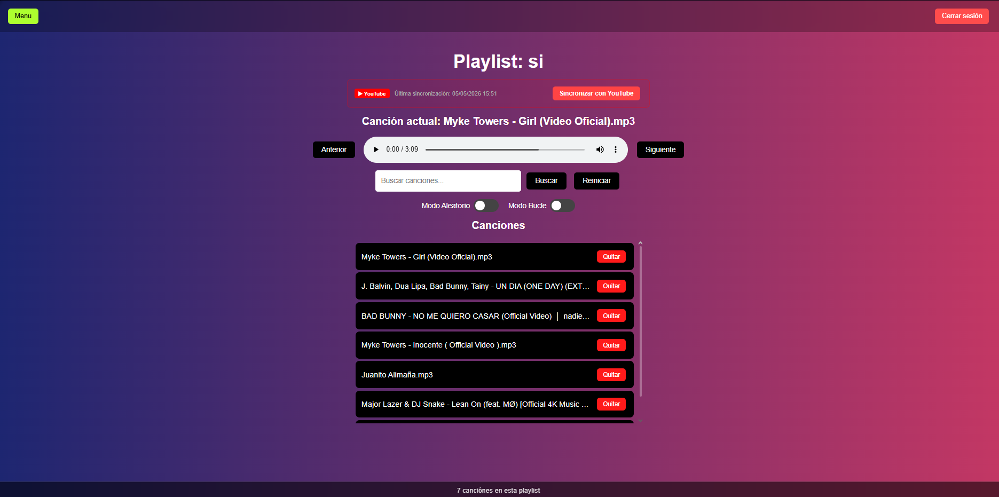 Menu
Cerrar sesión
Playlist: si
▶ YouTube Última sincronización: 05/05/2026 15:51 Sincronizar con YouTube
Canción actual: Myke Towers - Girl (Video Oficial).mp3
Anterior 0:00 / 3:09 Siguiente
Buscar canciones... Buscar Reiniciar
Modo Aleatorio Modo Bucle
Canciones
Myke Towers - Girl (Video Oficial).mp3 Quitar
J. Balvin, Dua Lipa, Bad Bunny, Tainy - UN DIA (ONE DAY) (EXT... Quitar
BAD BUNNY - NO ME QUIERO CASAR (Official Video) | nadie... Quitar
Myke Towers - Inocente ( Official Video ).mp3 Quitar
Juanito Alimaña.mp3 Quitar
Major Lazer & DJ Snake - Lean On (feat. MØ) [Official 4K Music ... Quitar
7 canciónes en esta playlist